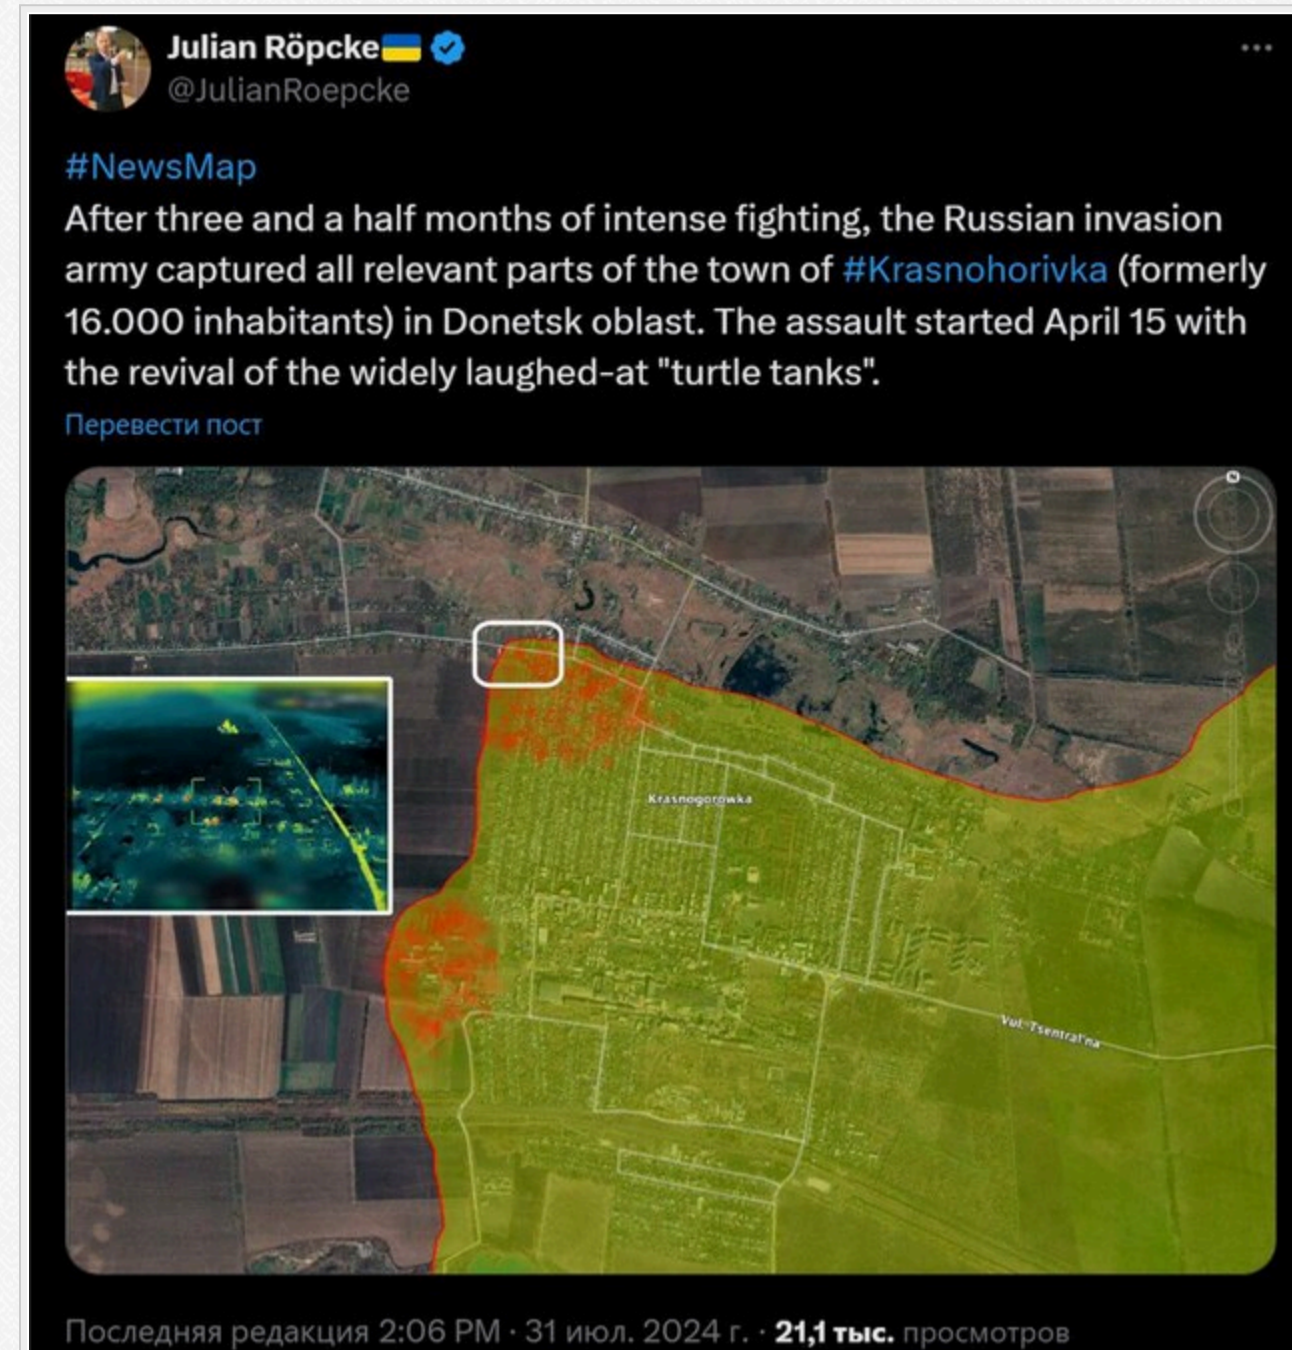 Julian Röpcke🇺🇦
@JulianRoepcke
#NewsMap
After three and a half months of intense fighting, the Russian invasion
army captured all relevant parts of the town of #Krasnohorivka (formerly
16.000 inhabitants) in Donetsk oblast. The assault started April 15 with
the revival of the widely laughed-at "turtle tanks".
Перевести пост
N
Krasnogorowka
Vul. Tsentral'na
Последняя редакция 2:06 PM · 31 июл. 2024 г. · 21,1 тыс. просмотров